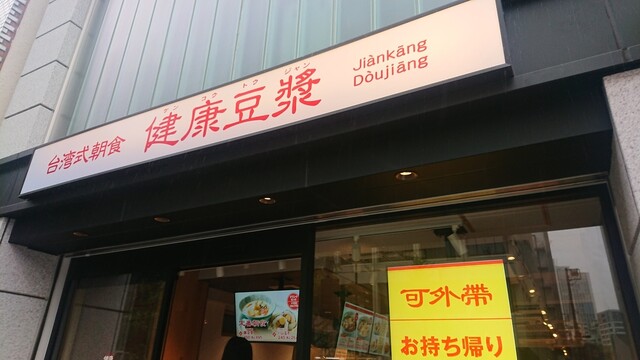 台湾式朝食
ケン コウ トウ ジャン
健康豆漿
Jiànkāng
Dòujiāng
可外帶
お持ち帰り